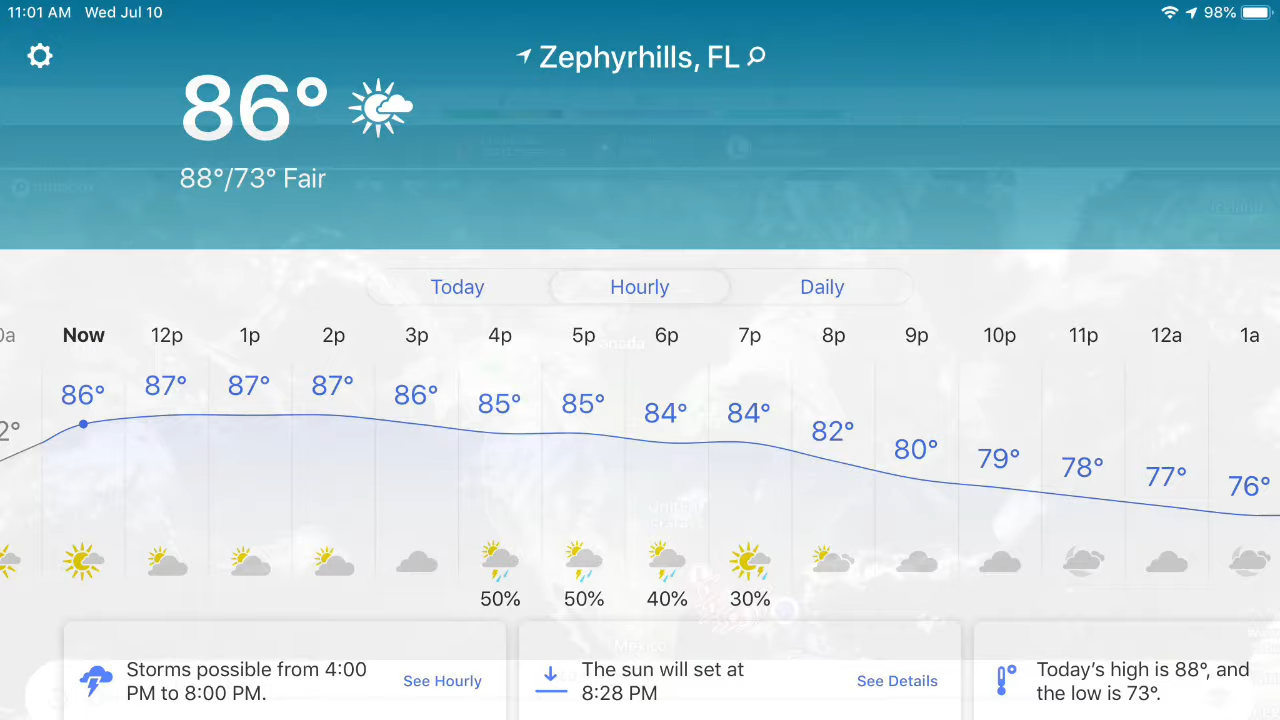 11:01 AM Wed Jul 10 98%
Zephyrhills, FL
86°
88°/73° Fair
Today Hourly Daily
Now 12p 1p 2p 3p 4p 5p 6p 7p 8p 9p 10p 11p 12a 1a
86° 87° 87° 87° 86° 85° 85° 84° 84° 82° 80° 79° 78° 77° 76°
50% 50% 40% 30%
Storms possible from 4:00
PM to 8:00 PM.
See Hourly
The sun will set at
8:28 PM
See Details
Today's high is 88°, and
the low is 73°.
Mexico